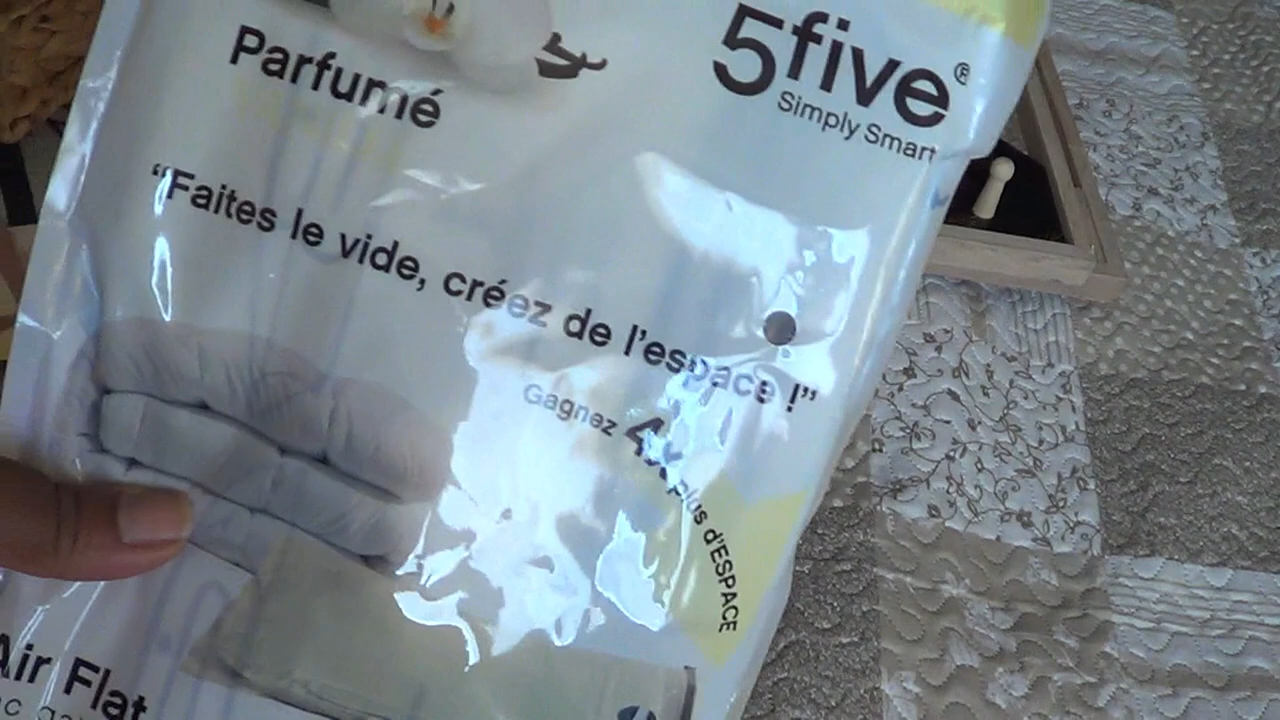 5five®
Simply Smart
Parfumé
“Faites le vide, créez de l’espace !”
Gagnez 4x plus d’ESPACE
Air Flat